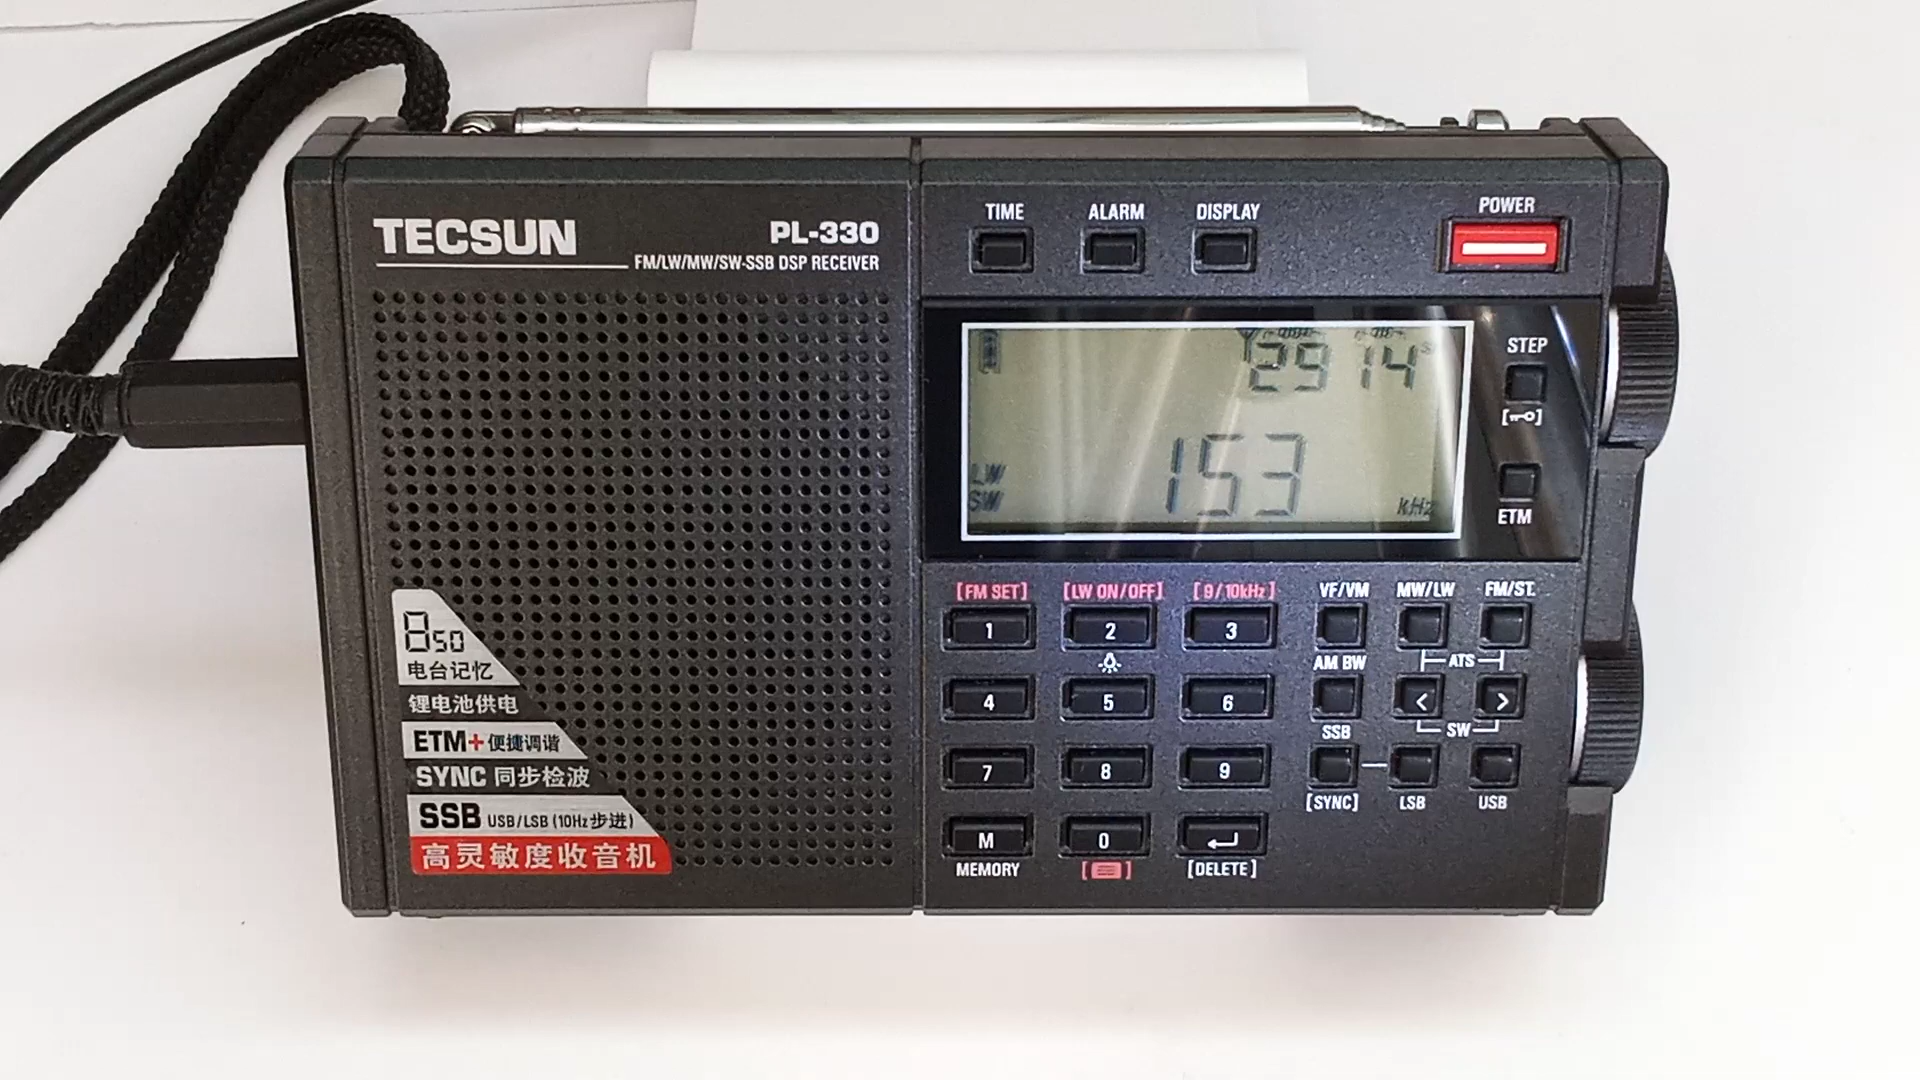 TECSUN
PL-330
FM/LW/MW/SW-SSB DSP RECEIVER
TIME ALARM DISPLAY POWER
2914
LW
SW
153
kHz
STEP
ETM
850
电台记忆
锂电池供电
ETM+便捷调谐
SYNC 同步检波
SSB USB/LSB (10Hz步进)
高灵敏度收音机
[FM SET] [LW ON/OFF] [9/10kHz]
1 2 3
4 5 6
7 8 9
M 0
MEMORY [DELETE]
VF/VM MW/LW FM/ST.
AM BW ATS
< >
SSB SW
[SYNC] LSB USB